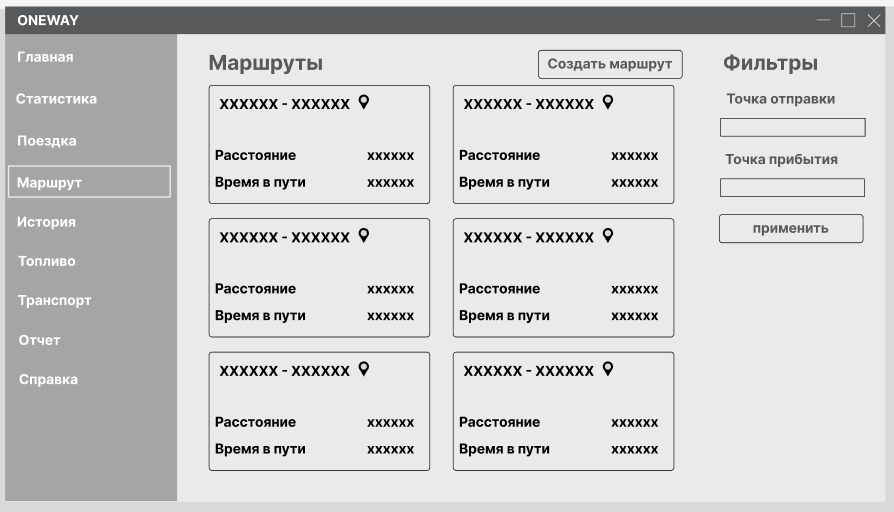 ONEWAY
Главная
Статистика
Поездка
Маршрут
История
Топливо
Транспорт
Отчет
Справка
Маршруты
Создать маршрут
xxxxxx - xxxxxx
Расстояние xxxxxx
Время в пути xxxxxx
xxxxxx - xxxxxx
Расстояние xxxxxx
Время в пути xxxxxx
xxxxxx - xxxxxx
Расстояние xxxxxx
Время в пути xxxxxx
xxxxxx - xxxxxx
Расстояние xxxxxx
Время в пути xxxxxx
xxxxxx - xxxxxx
Расстояние xxxxxx
Время в пути xxxxxx
xxxxxx - xxxxxx
Расстояние xxxxxx
Время в пути xxxxxx
Фильтры
Точка отправки
Точка прибытия
применить